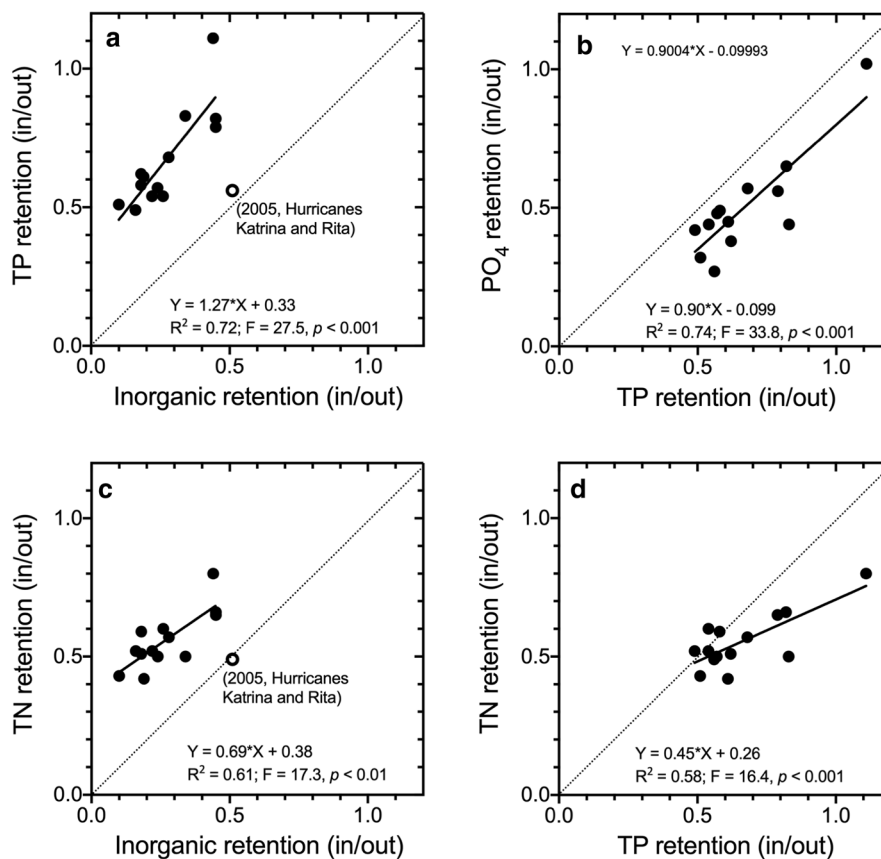 a
TP retention (in/out)
1.0
0.5
0.0
(2005, Hurricanes
Katrina and Rita)
Y = 1.27*X + 0.33
R² = 0.72; F = 27.5, p < 0.001
0.0
0.5
1.0
Inorganic retention (in/out)
b
Y = 0.9004*X - 0.09993
PO₄ retention (in/out)
1.0
0.5
0.0
Y = 0.90*X - 0.099
R² = 0.74; F = 33.8, p < 0.001
0.0
0.5
1.0
TP retention (in/out)
c
TN retention (in/out)
1.0
0.5
0.0
(2005, Hurricanes
Katrina and Rita)
Y = 0.69*X + 0.38
R² = 0.61; F = 17.3, p < 0.01
0.0
0.5
1.0
Inorganic retention (in/out)
d
TN retention (in/out)
1.0
0.5
0.0
Y = 0.45*X + 0.26
R² = 0.58; F = 16.4, p < 0.001
0.0
0.5
1.0
TP retention (in/out)